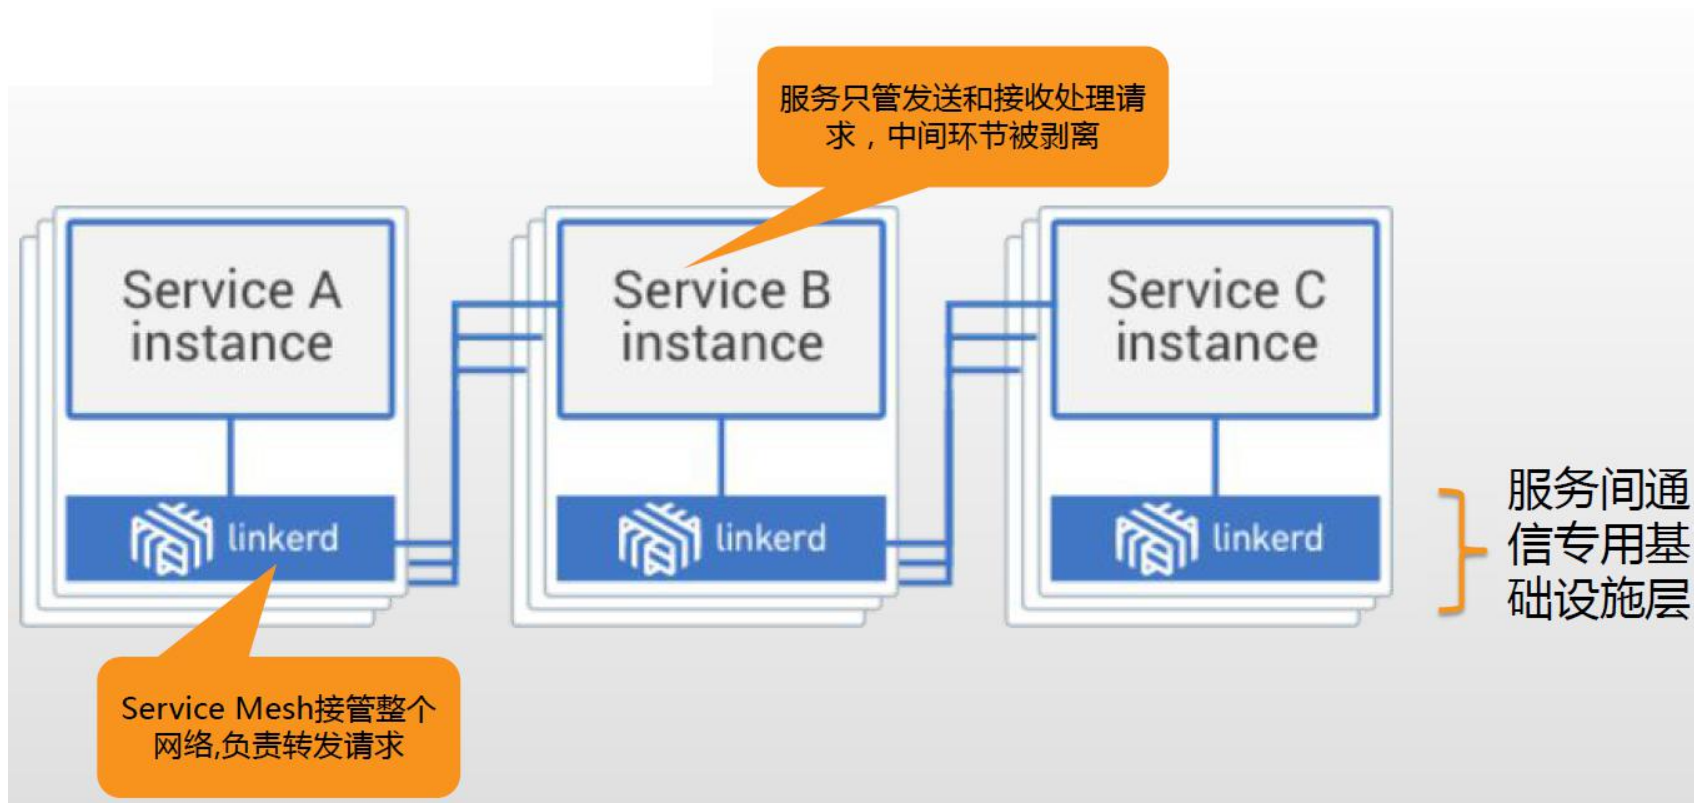 服务只管发送和接收处理请
求，中间环节被剥离
Service A
instance
Service B
instance
Service C
instance
linkerd
linkerd
linkerd
服务间通
信专用基
础设施层
Service Mesh接管整个
网络,负责转发请求